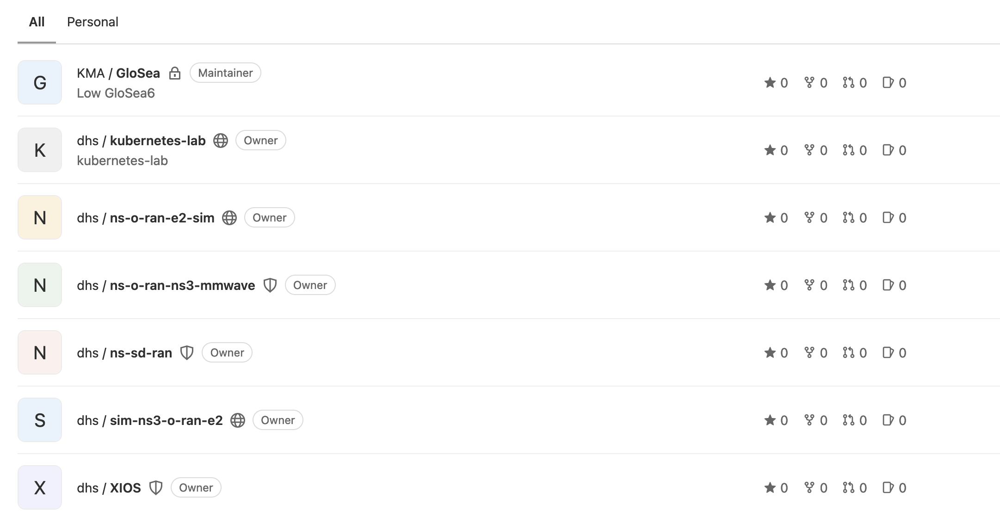 All Personal
G
KMA / GloSea Maintainer
Low GloSea6
0 0 0 0
K
dhs / kubernetes-lab Owner
kubernetes-lab
0 0 0 0
N
dhs / ns-o-ran-e2-sim Owner
0 0 0 0
N
dhs / ns-o-ran-ns3-mmwave Owner
0 0 0 0
N
dhs / ns-sd-ran Owner
0 0 0 0
S
dhs / sim-ns3-o-ran-e2 Owner
0 0 0 0
X
dhs / XIOS Owner
0 0 0 0